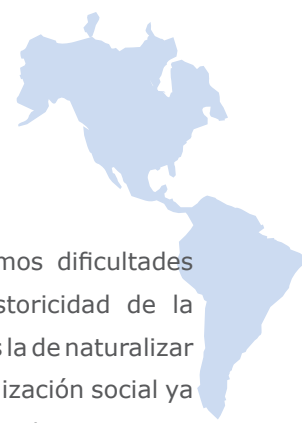 mos dificultades
storicidad de la
la de naturalizar
ización social ya